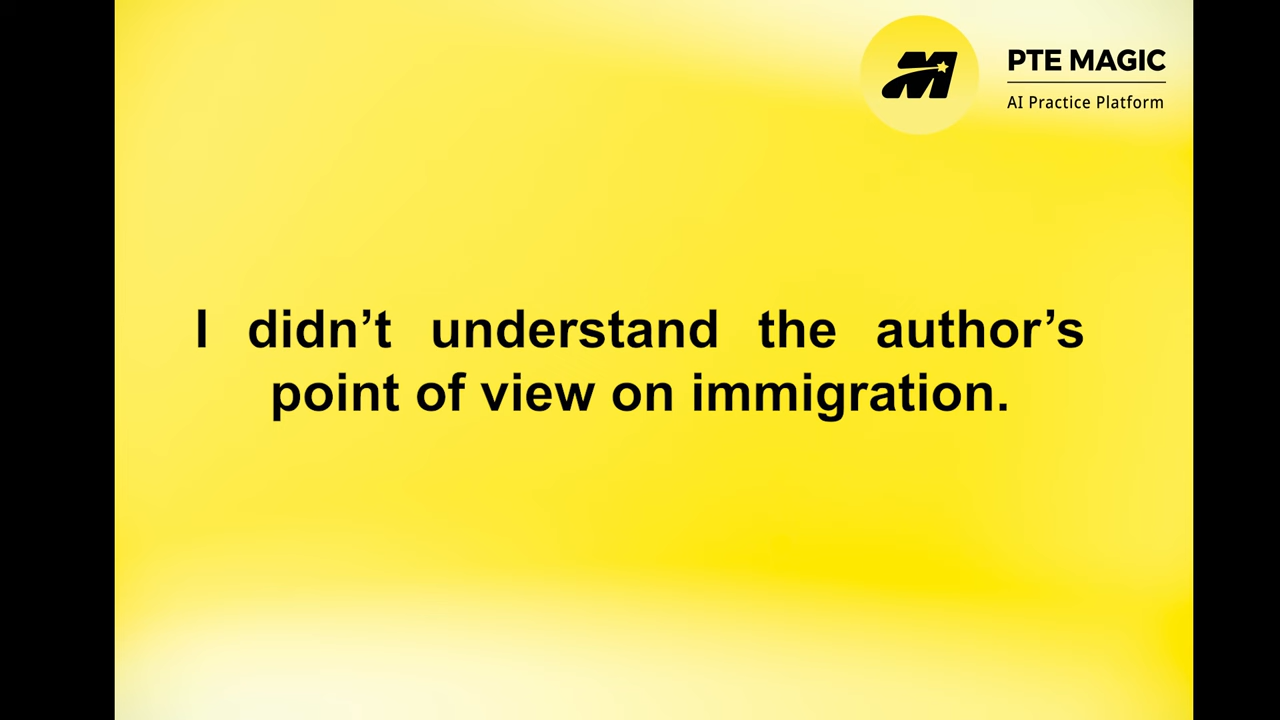 PTE MAGIC
AI Practice Platform
I didn’t understand the author’s
point of view on immigration.